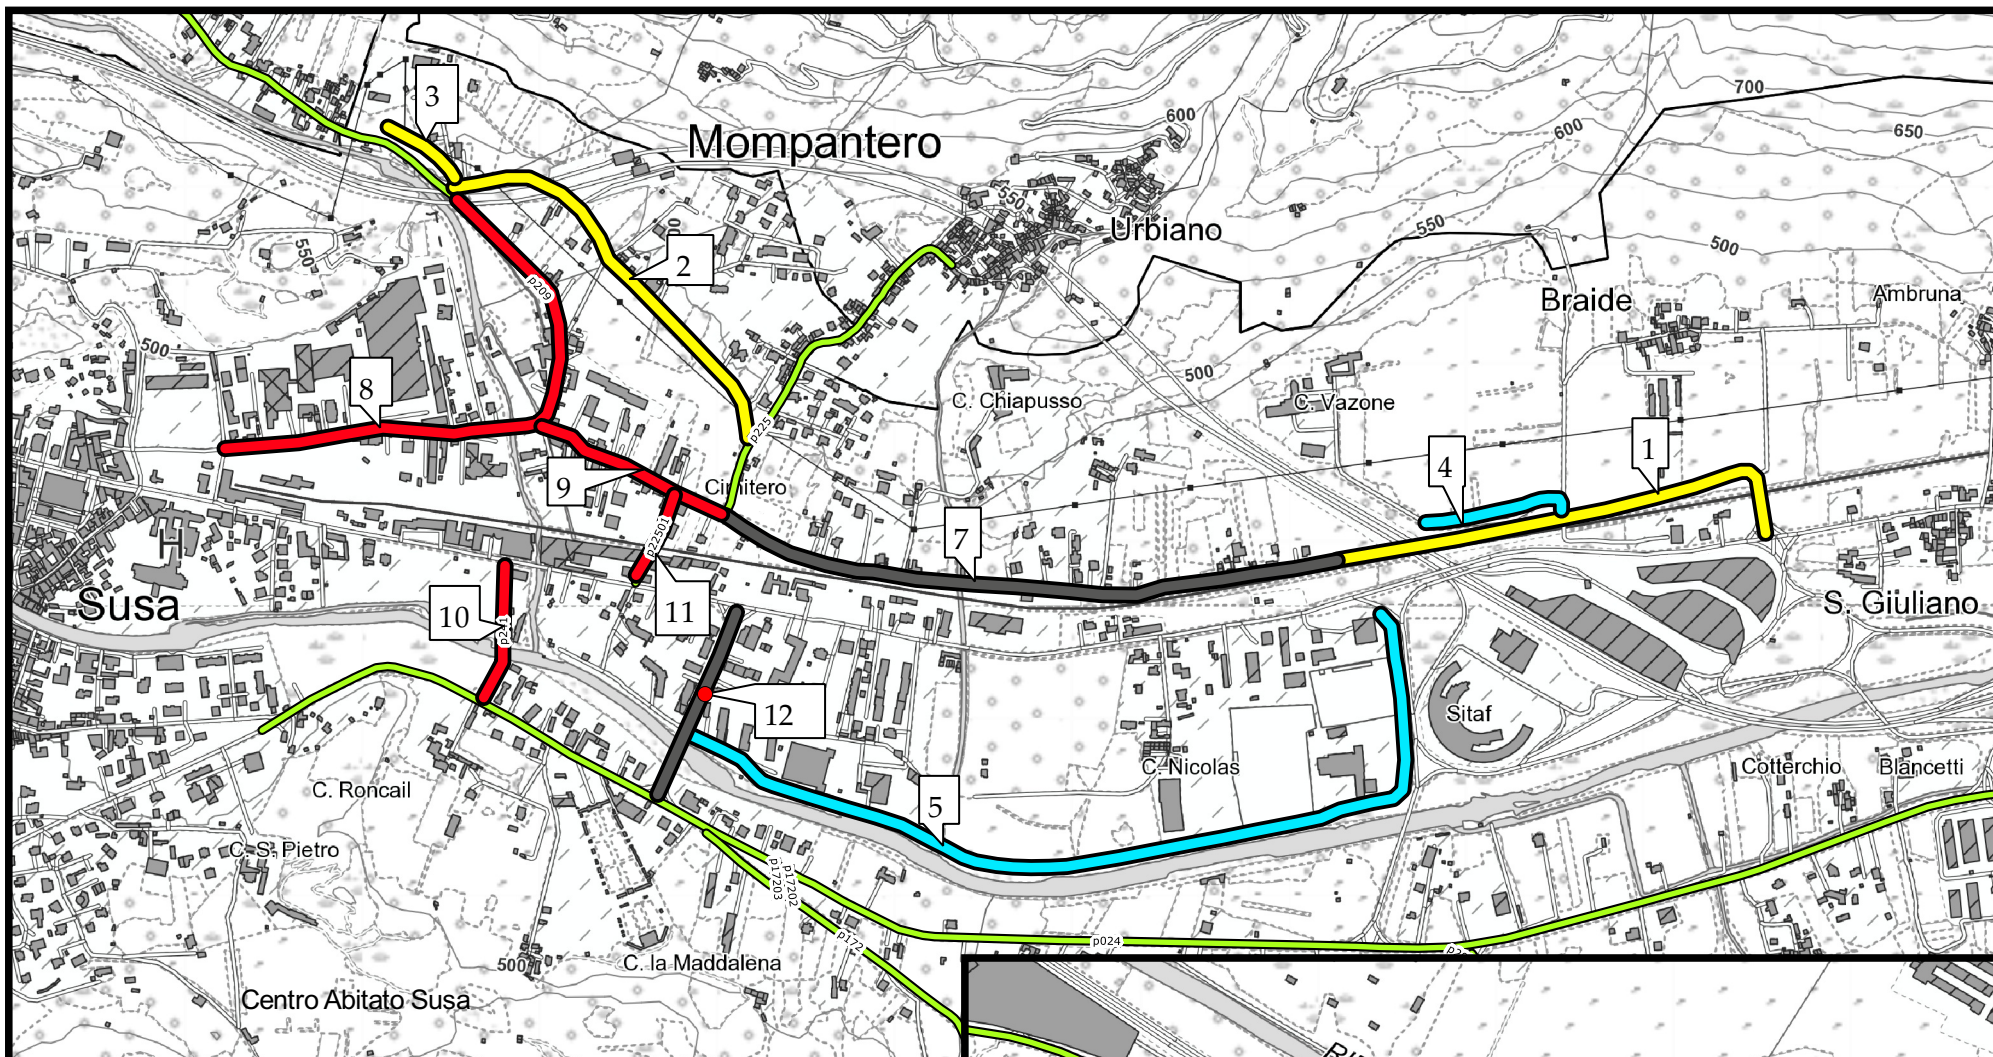 3
Mompantero
600
700
600
650
550
Urbiano
550
500
2
550
p209
Braide
Ambruna
500
8
500
C. Chiapusso
C. Vazone
p225
4
1
9
Cimitero
H
p22501
7
Susa
10
p241
11
S. Giuliano
12
Sitaf
C. Roncail
5
C. Nicolas
Cotterchio
Blancetti
C. S. Pietro
p17202
p17203
p172
p024
500
C. la Maddalena
Centro Abitato Susa